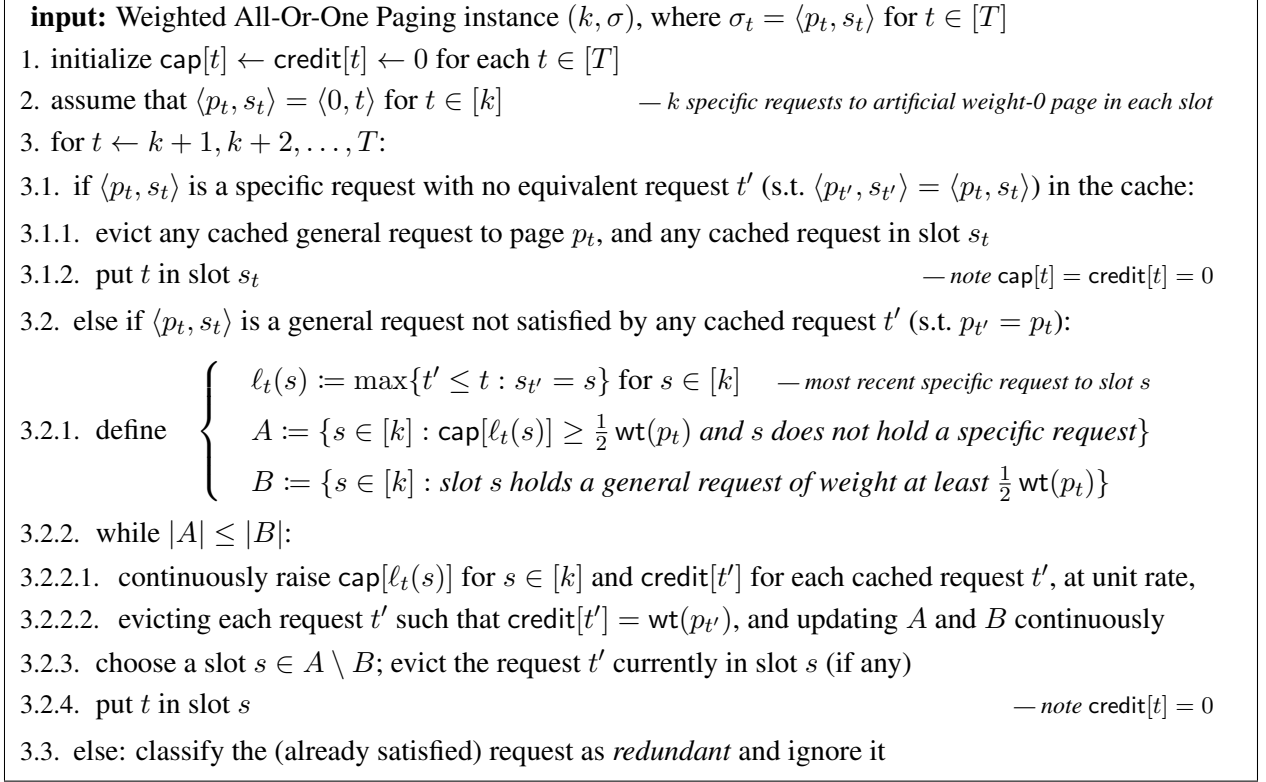 input: Weighted All-Or-One Paging instance (k, σ), where σ_t = ⟨p_t, s_t⟩ for t ∈ [T]
1. initialize cap[t] ← credit[t] ← 0 for each t ∈ [T]
2. assume that ⟨p_t, s_t⟩ = ⟨0, t⟩ for t ∈ [k] — k specific requests to artificial weight-0 page in each slot
3. for t ← k + 1, k + 2, . . . , T:
3.1. if ⟨p_t, s_t⟩ is a specific request with no equivalent request t′ (s.t. ⟨p_t′, s_t′⟩ = ⟨p_t, s_t⟩) in the cache:
3.1.1. evict any cached general request to page p_t, and any cached request in slot s_t
3.1.2. put t in slot s_t — note cap[t] = credit[t] = 0
3.2. else if ⟨p_t, s_t⟩ is a general request not satisfied by any cached request t′ (s.t. p_t′ = p_t):
ℓ_t(s) := max{t′ ≤ t : s_t′ = s} for s ∈ [k] — most recent specific request to slot s
3.2.1. define { A := {s ∈ [k] : cap[ℓ_t(s)] ≥ ½ wt(p_t) and s does not hold a specific request}
B := {s ∈ [k] : slot s holds a general request of weight at least ½ wt(p_t)}
3.2.2. while |A| ≤ |B|:
3.2.2.1. continuously raise cap[ℓ_t(s)] for s ∈ [k] and credit[t′] for each cached request t′, at unit rate,
3.2.2.2. evicting each request t′ such that credit[t′] = wt(p_t′), and updating A and B continuously
3.2.3. choose a slot s ∈ A \ B; evict the request t′ currently in slot s (if any)
3.2.4. put t in slot s — note credit[t] = 0
3.3. else: classify the (already satisfied) request as redundant and ignore it